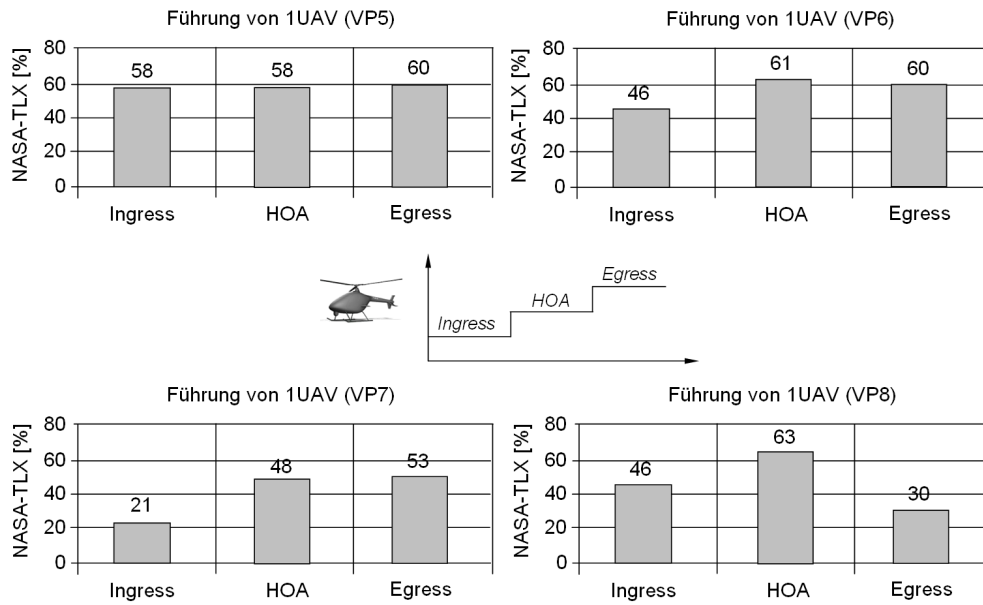 Führung von 1UAV (VP5)
NASA-TLX [%]
80
60
40
20
0
58
58
60
Ingress
HOA
Egress
Führung von 1UAV (VP6)
NASA-TLX [%]
80
60
40
20
0
46
61
60
Ingress
HOA
Egress
Ingress
HOA
Egress
Führung von 1UAV (VP7)
NASA-TLX [%]
80
60
40
20
0
21
48
53
Ingress
HOA
Egress
Führung von 1UAV (VP8)
NASA-TLX [%]
80
60
40
20
0
46
63
30
Ingress
HOA
Egress